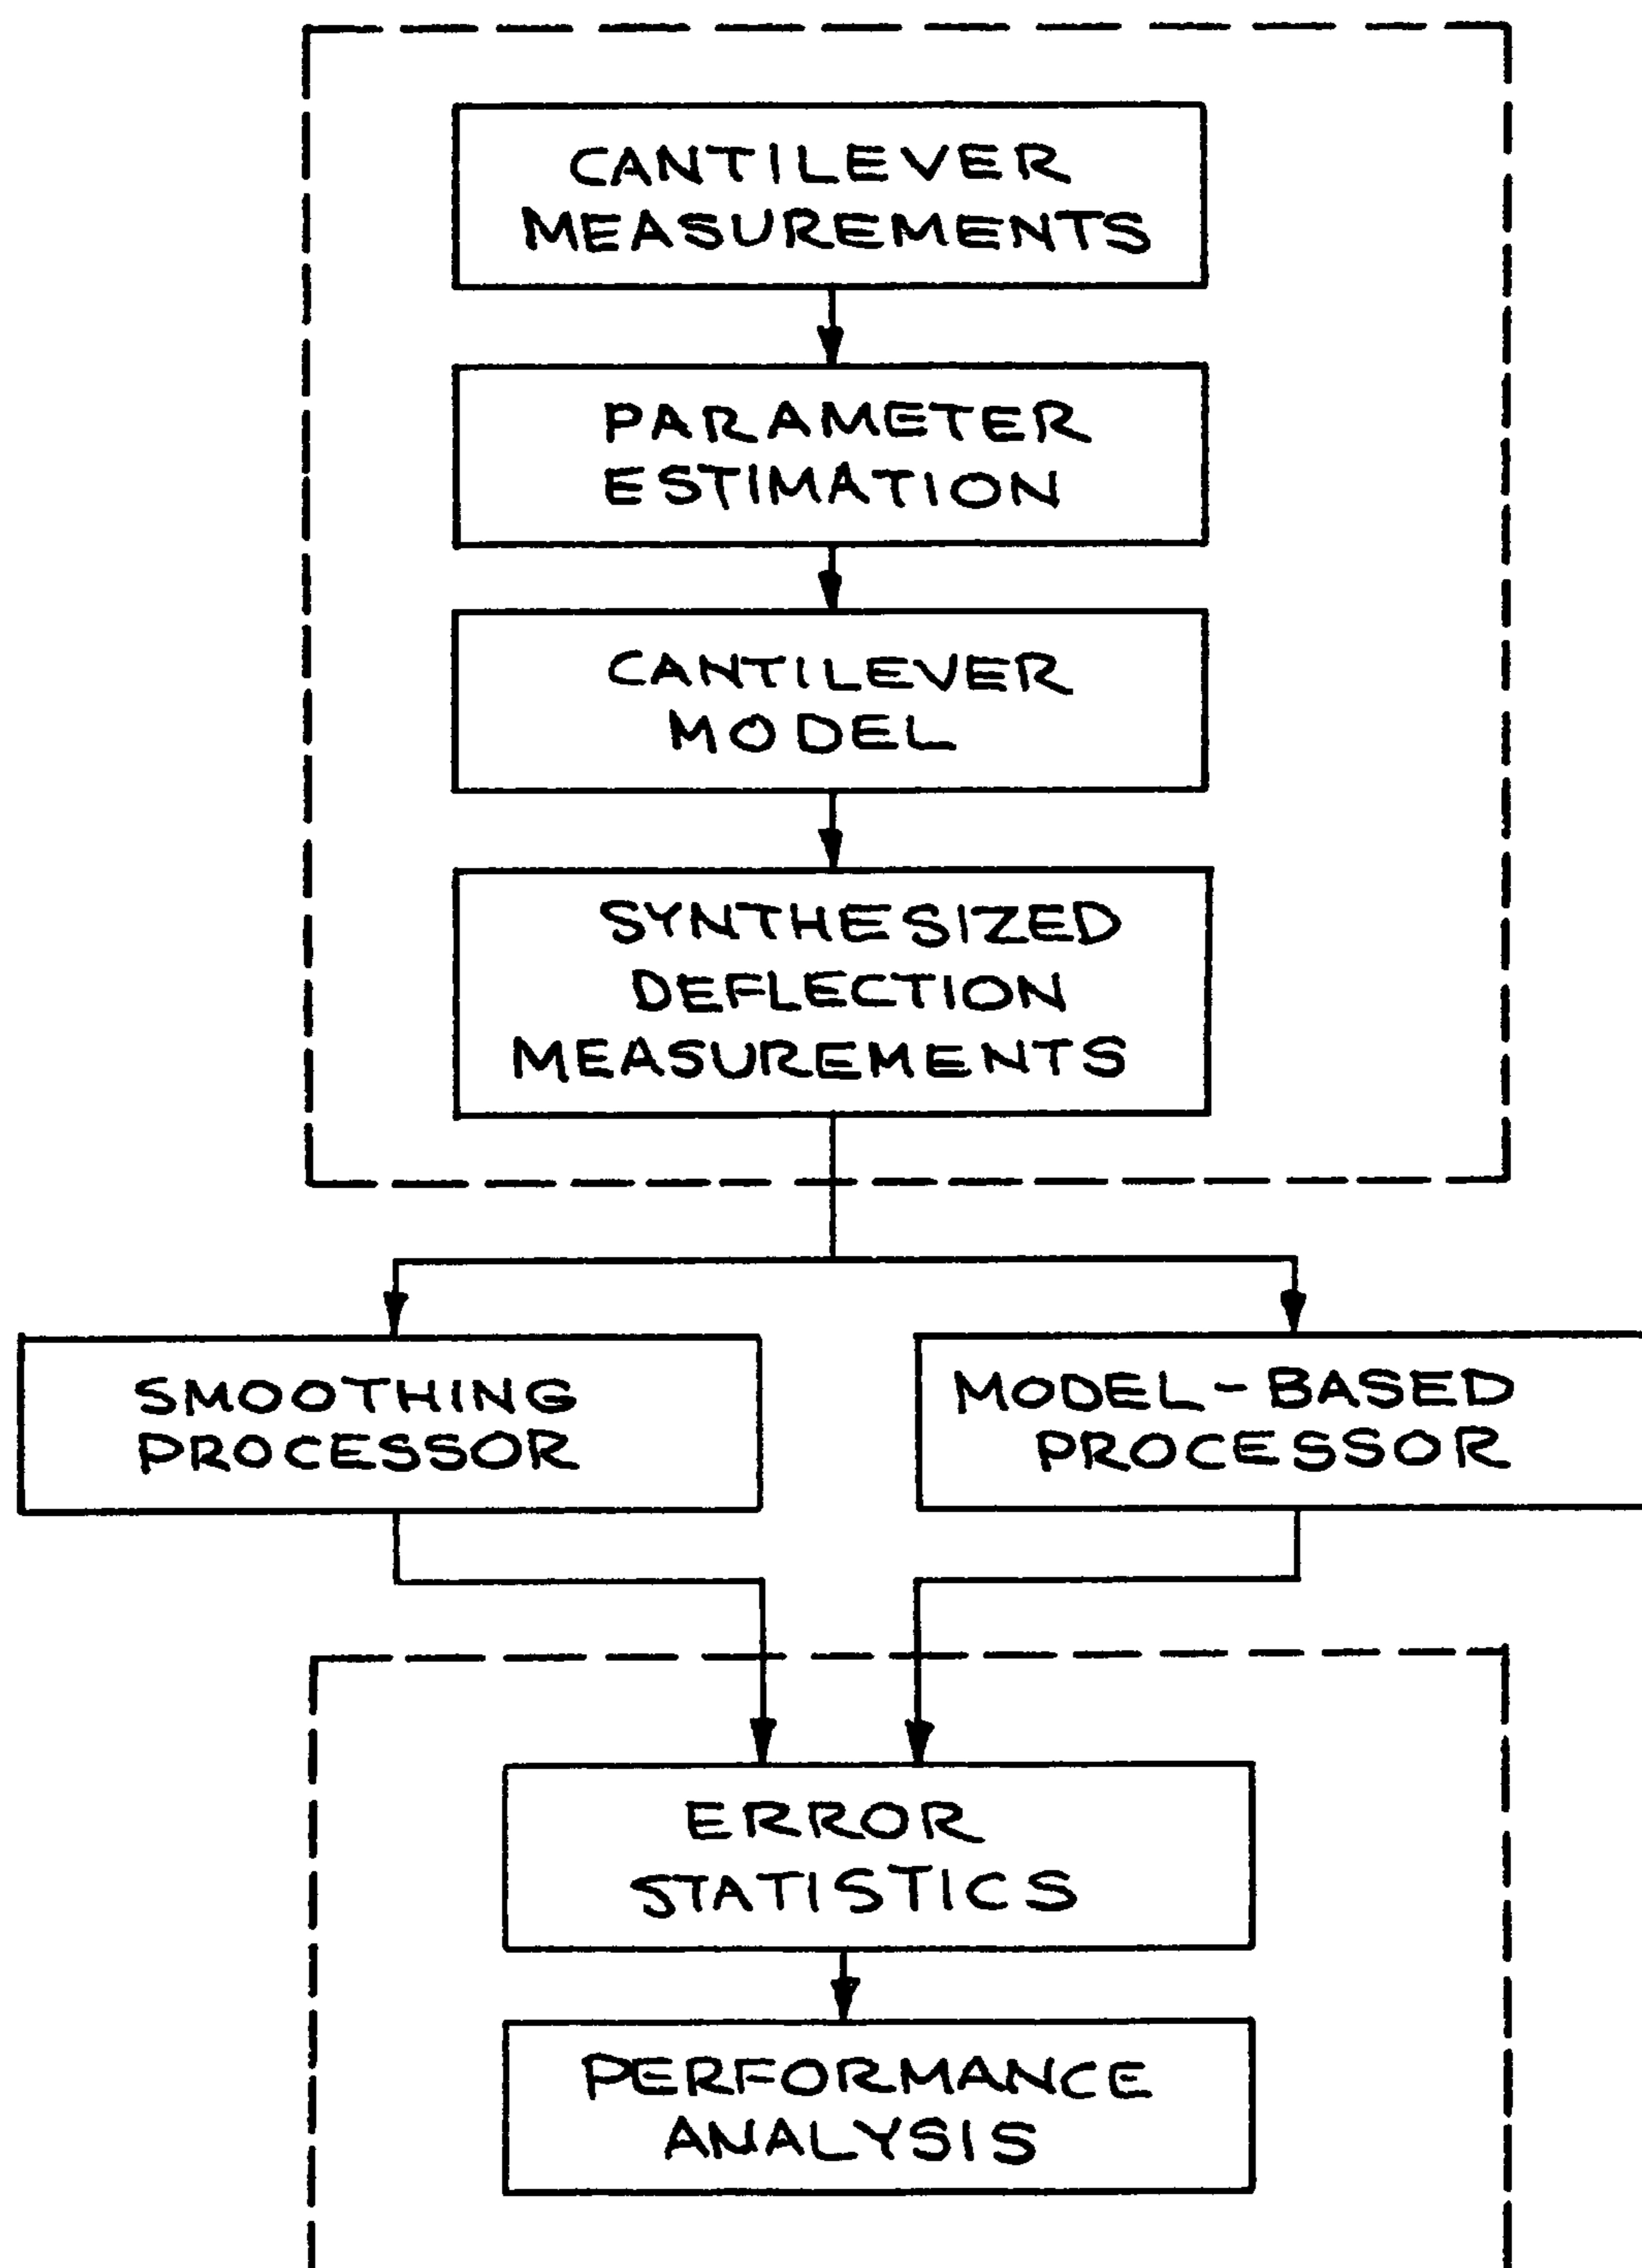 CANTILEVER
MEASUREMENTS
PARAMETER
ESTIMATION
CANTILEVER
MODEL
SYNTHESIZED
DEFLECTION
MEASUREMENTS
SMOOTHING
PROCESSOR
MODEL-BASED
PROCESSOR
ERROR
STATISTICS
PERFORMANCE
ANALYSIS